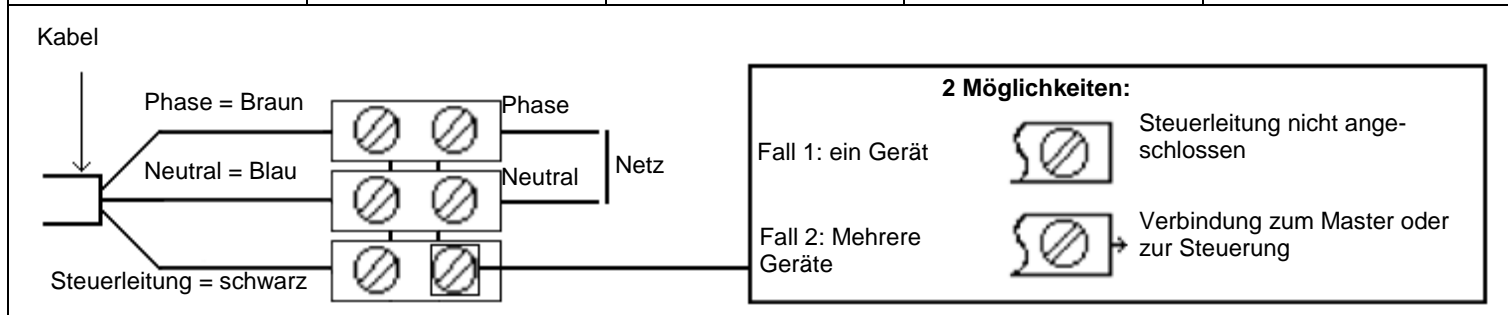 Kabel
Phase = Braun
Phase
Neutral = Blau
Neutral
Netz
Steuerleitung = schwarz
2 Möglichkeiten:
Fall 1: ein Gerät
Steuerleitung nicht ange-
schlossen
Fall 2: Mehrere
Geräte
Verbindung zum Master oder
zur Steuerung